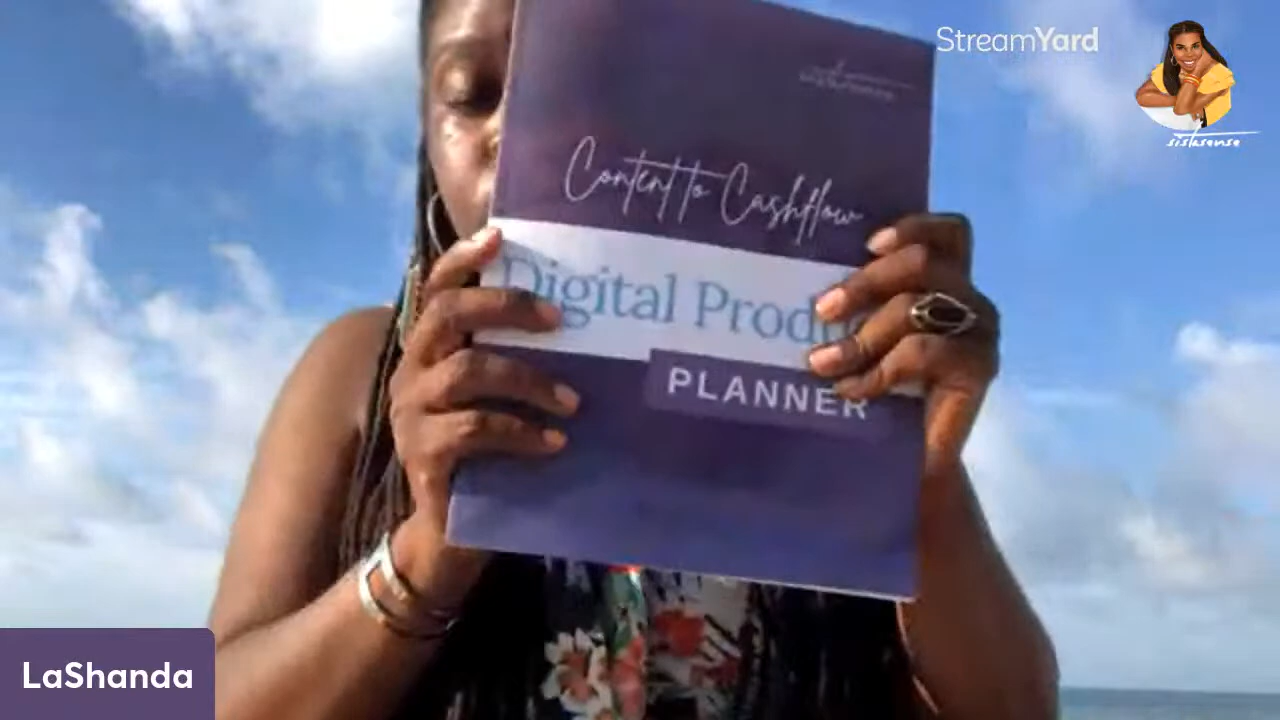 StreamYard
sistasense
Content to Cashflow
Digital Produ
PLANNER
LaShanda